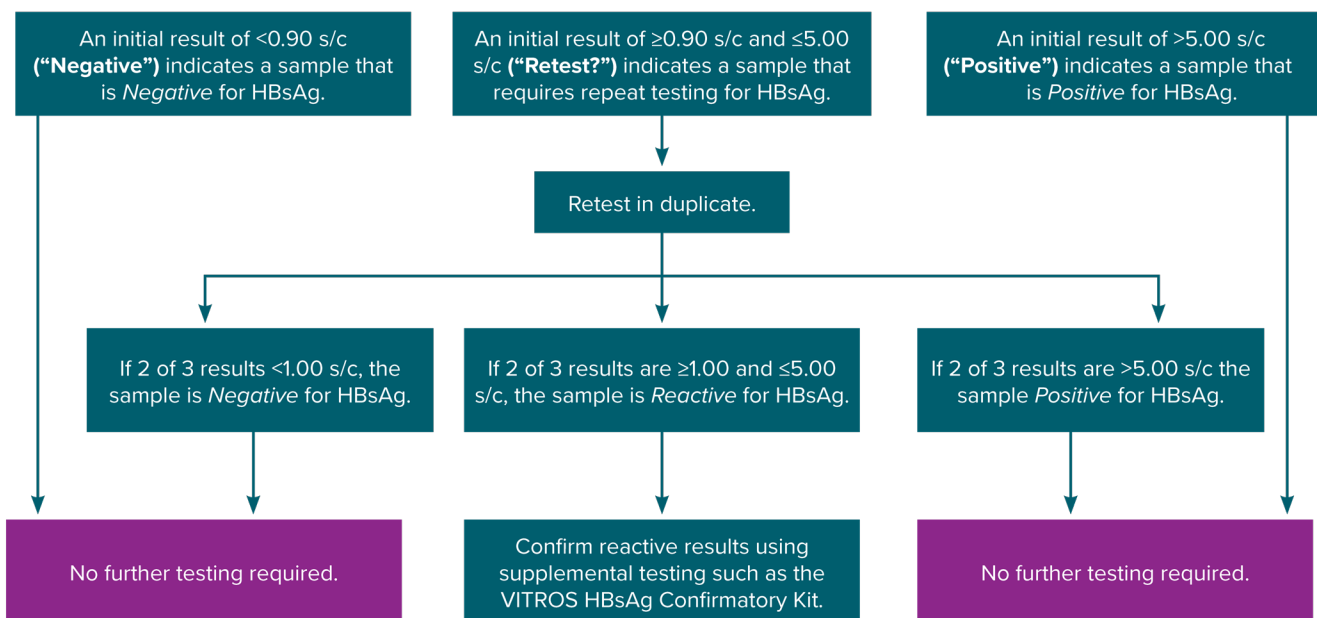 An initial result of <0.90 s/c
(“Negative”) indicates a sample that
is Negative for HBsAg.
An initial result of ≥0.90 s/c and ≤5.00
s/c (“Retest?”) indicates a sample that
requires repeat testing for HBsAg.
An initial result of >5.00 s/c
(“Positive”) indicates a sample that
is Positive for HBsAg.
Retest in duplicate.
If 2 of 3 results <1.00 s/c, the
sample is Negative for HBsAg.
If 2 of 3 results are ≥1.00 and ≤5.00
s/c, the sample is Reactive for HBsAg.
If 2 of 3 results are >5.00 s/c the
sample Positive for HBsAg.
No further testing required.
Confirm reactive results using
supplemental testing such as the
VITROS HBsAg Confirmatory Kit.
No further testing required.